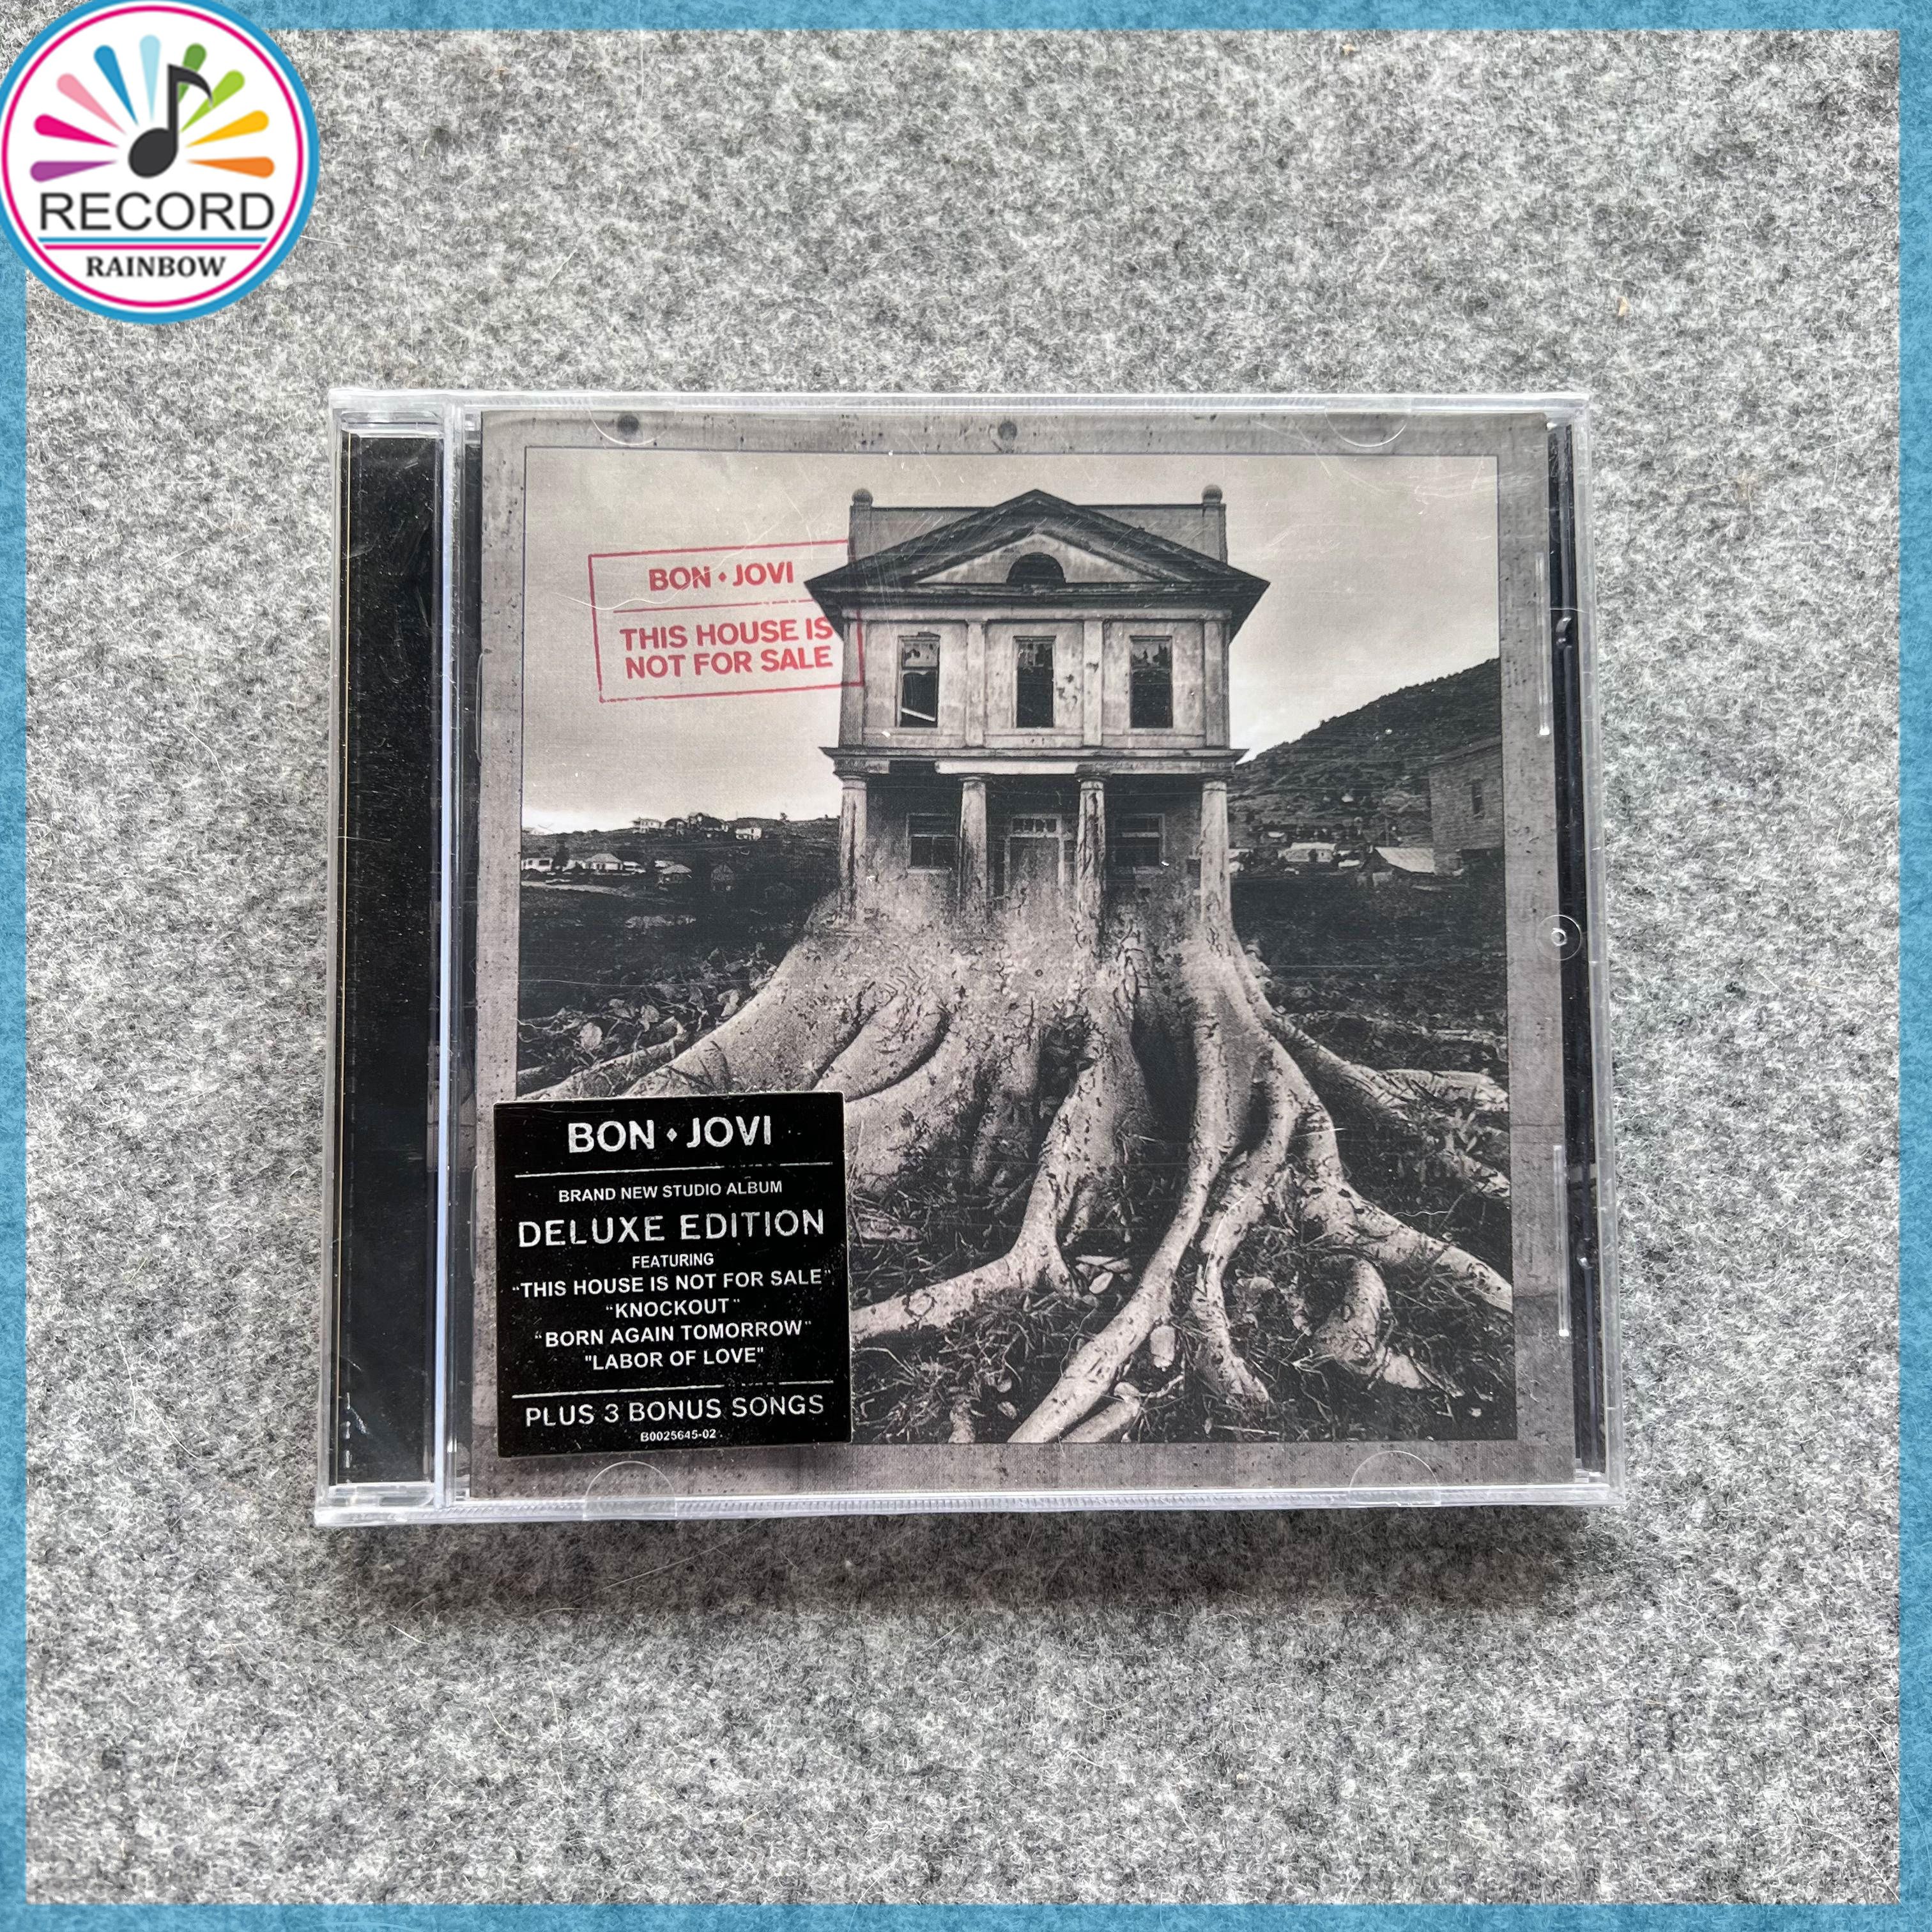 RECORD
RAINBOW
BON♦JOVI
THIS HOUSE IS
NOT FOR SALE
BON♦JOVI
BRAND NEW STUDIO ALBUM
DELUXE EDITION
FEATURING
"THIS HOUSE IS NOT FOR SALE"
"KNOCKOUT"
"BORN AGAIN TOMORROW"
"LABOR OF LOVE"
PLUS 3 BONUS SONGS
B0025645-02